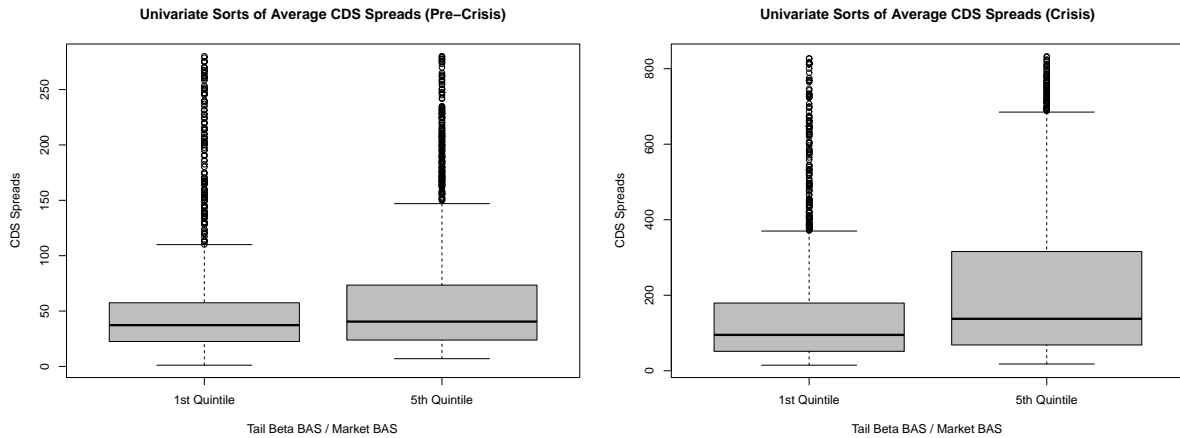 Univariate Sorts of Average CDS Spreads (Pre−Crisis)
CDS Spreads
250
200
150
100
50
0
1st Quintile
5th Quintile
Tail Beta BAS / Market BAS
Univariate Sorts of Average CDS Spreads (Crisis)
CDS Spreads
800
600
400
200
0
1st Quintile
5th Quintile
Tail Beta BAS / Market BAS